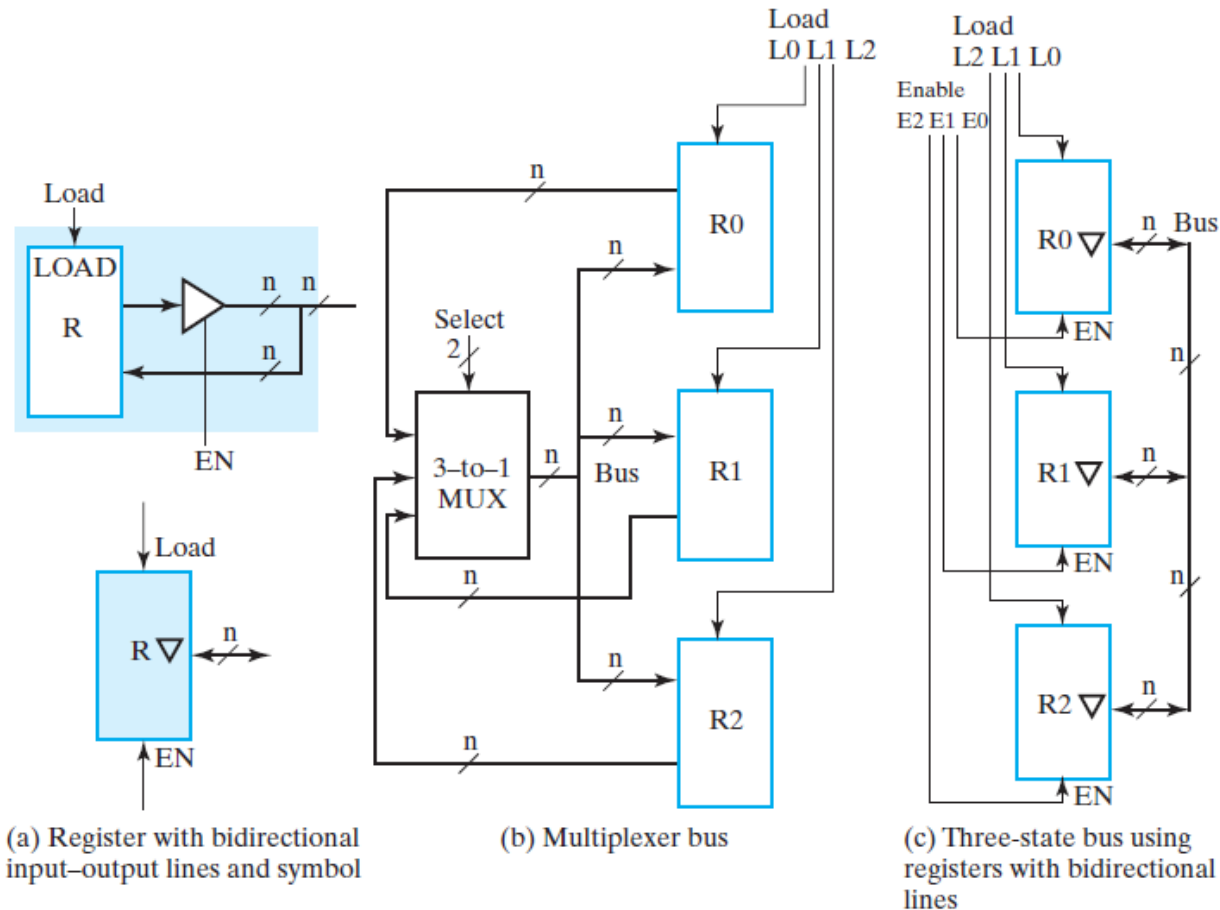 Load
LOAD
R
n
n
n
EN
Load
R
n
EN
(a) Register with bidirectional
input–output lines and symbol
Load
L0 L1 L2
n
R0
n
Select
2
n
3–to–1
MUX
n
Bus
R1
n
n
R2
n
(b) Multiplexer bus
Load
L2 L1 L0
Enable
E2 E1 E0
R0
n
Bus
EN
n
R1
n
EN
n
R2
n
EN
(c) Three-state bus using
registers with bidirectional
lines